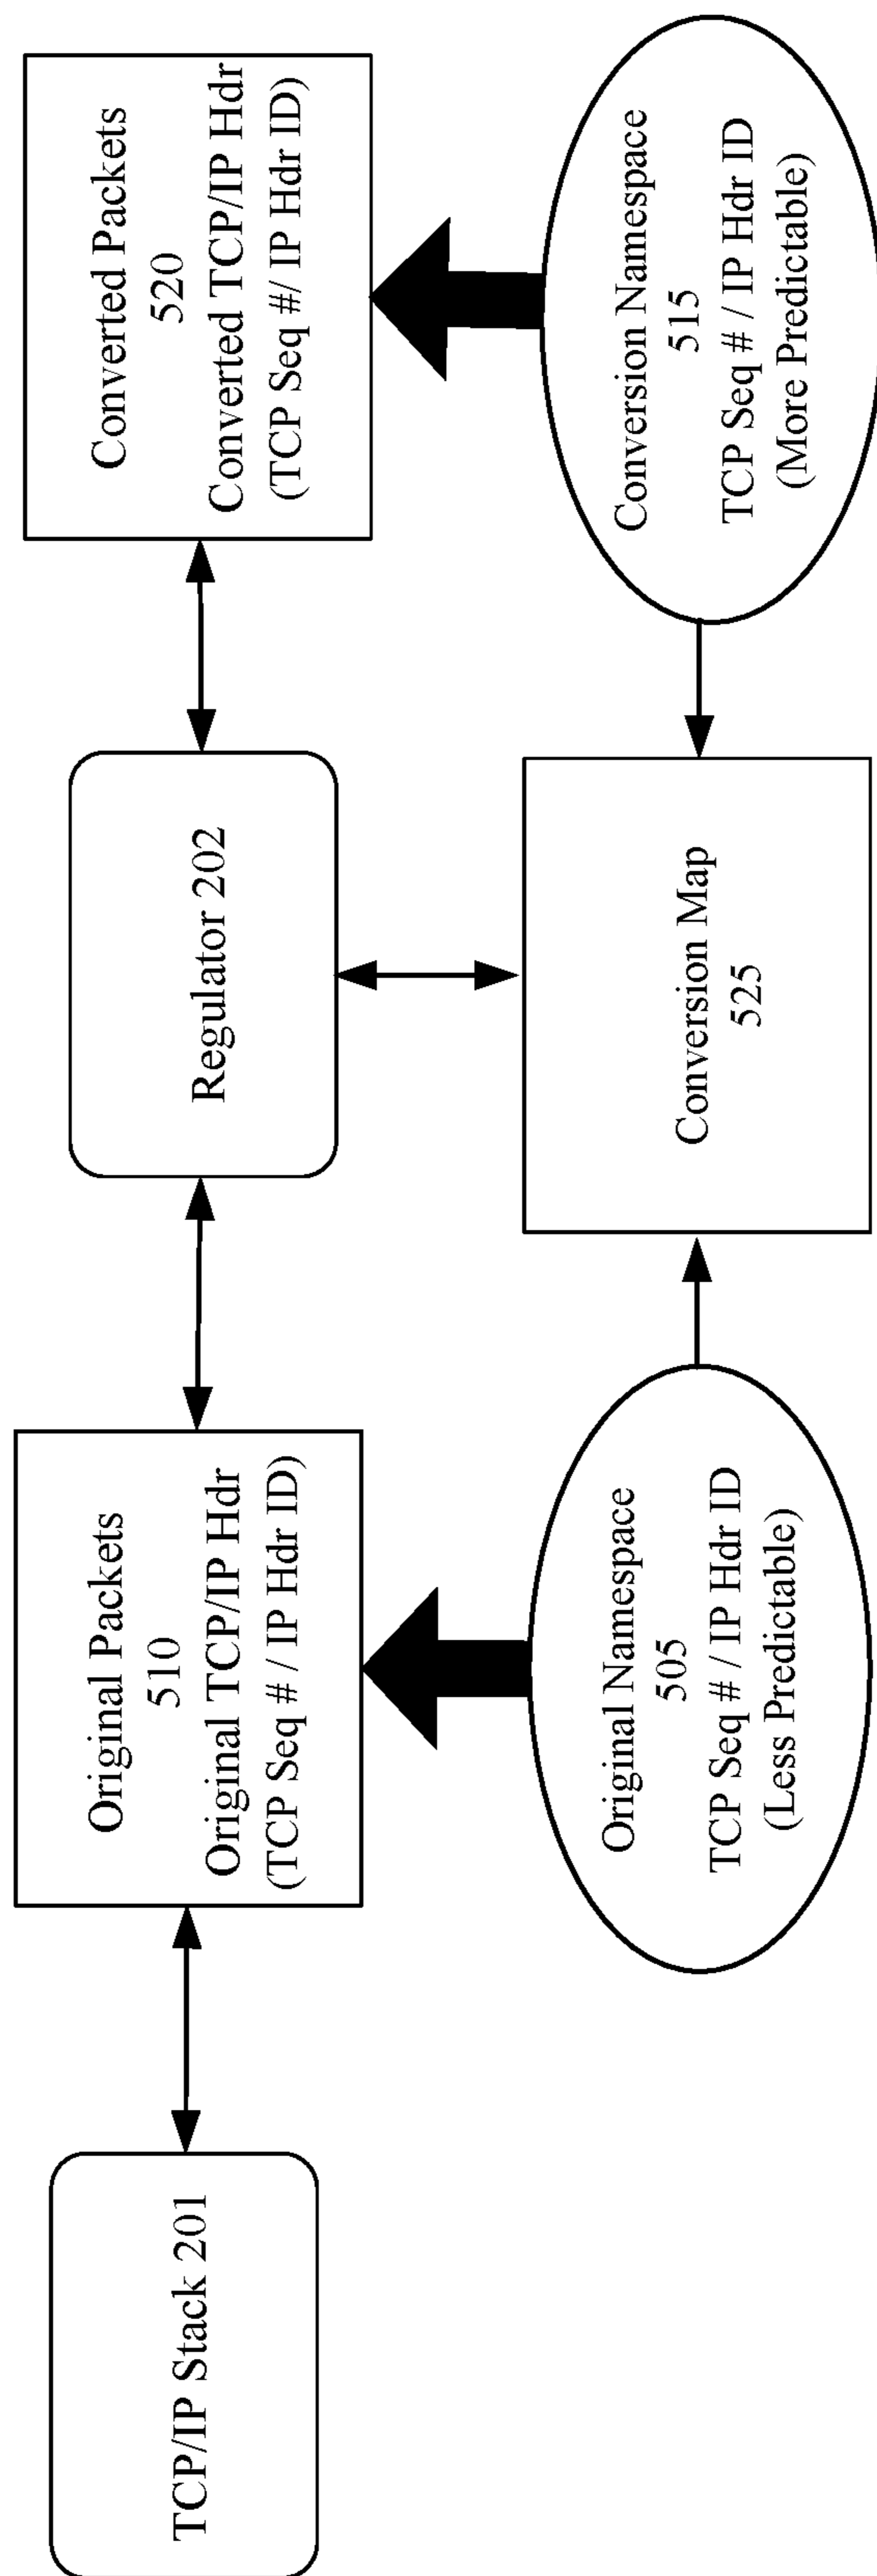 TCP/IP Stack 201
Original Packets
510
Original TCP/IP Hdr
(TCP Seq # / IP Hdr ID)
Regulator 202
Converted Packets
520
Converted TCP/IP Hdr
(TCP Seq #/ IP Hdr ID)
Original Namespace
505
TCP Seq # / IP Hdr ID
(Less Predictable)
Conversion Map
525
Conversion Namespace
515
TCP Seq # / IP Hdr ID
(More Predictable)